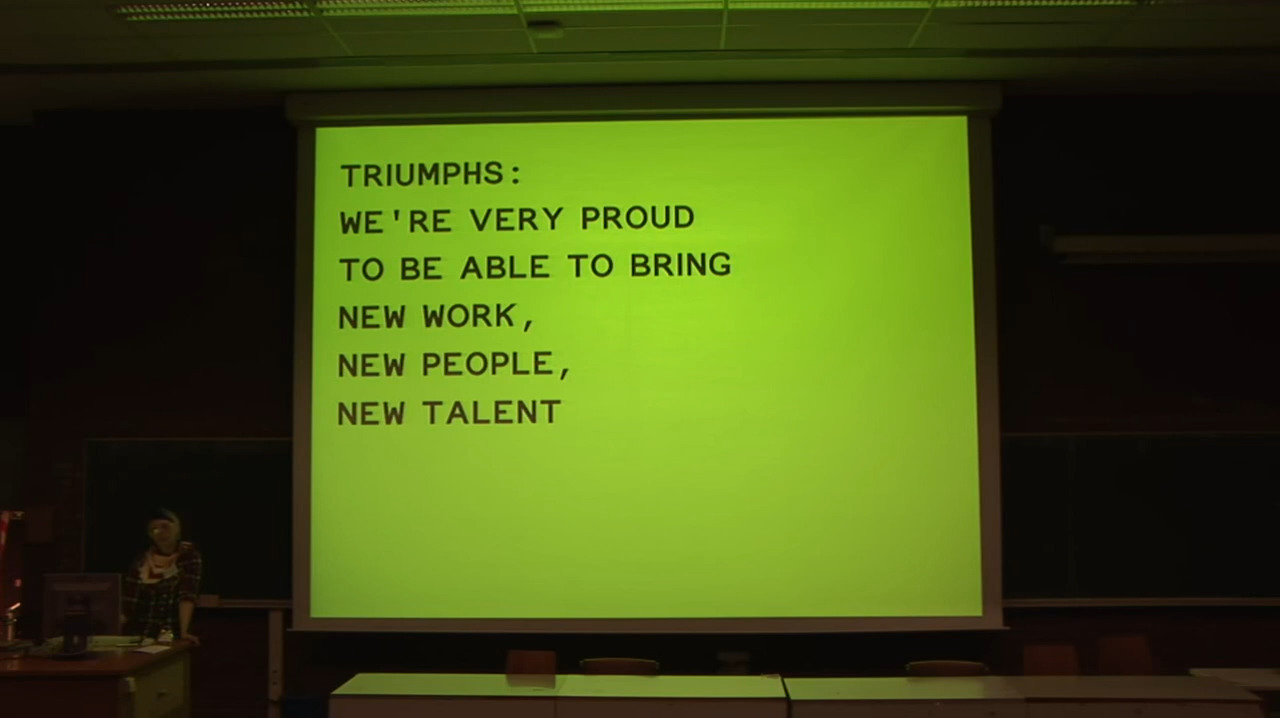 TRIUMPHS:
WE'RE VERY PROUD
TO BE ABLE TO BRING
NEW WORK,
NEW PEOPLE,
NEW TALENT